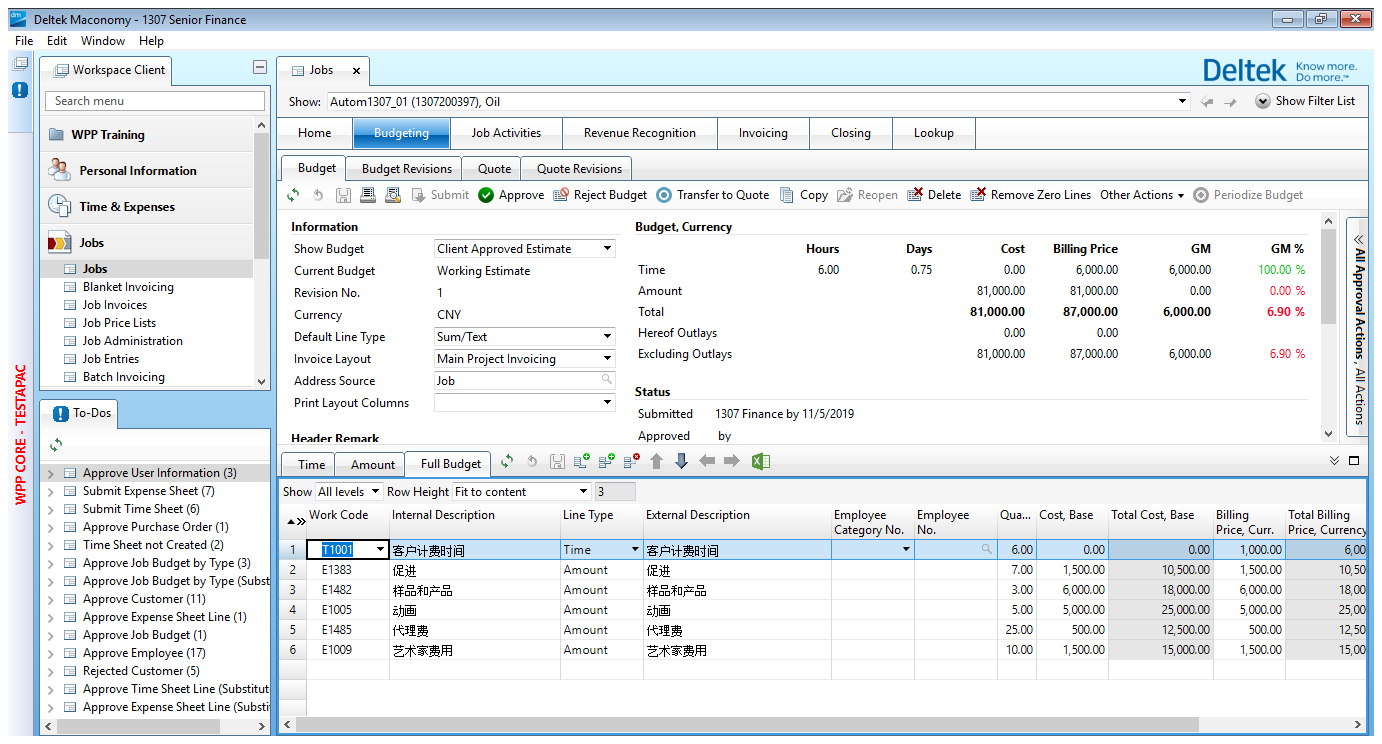 Deltek Maconomy - 1307 Senior Finance
File Edit Window Help
Workspace Client
Search menu
WPP Training
Personal Information
Time & Expenses
Jobs
Jobs
Blanket Invoicing
Job Invoices
Job Price Lists
Job Administration
Job Entries
Batch Invoicing
WPP CORE - TESTAPAC
To-Dos
Approve User Information (3)
Submit Expense Sheet (7)
Submit Time Sheet (6)
Approve Purchase Order (1)
Time Sheet not Created (2)
Approve Job Budget by Type (3)
Approve Job Budget by Type (Subst
Approve Customer (11)
Approve Expense Sheet Line (1)
Approve Job Budget (1)
Approve Employee (17)
Rejected Customer (5)
Approve Time Sheet Line (Substitut
Approve Expense Sheet Line (Substi
Jobs
Deltek Know more. Do more.™
Show: Autom1307_01 (1307200397), Oil Show Filter List
Home Budgeting Job Activities Revenue Recognition Invoicing Closing Lookup
Budget Budget Revisions Quote Quote Revisions
Submit Approve Reject Budget Transfer to Quote Copy Reopen Delete Remove Zero Lines Other Actions Periodize Budget
Information
Show Budget Client Approved Estimate
Current Budget Working Estimate
Revision No. 1
Currency CNY
Default Line Type Sum/Text
Invoice Layout Main Project Invoicing
Address Source Job
Print Layout Columns
Header Remark
Budget, Currency
Hours Days Cost Billing Price GM GM %
Time 6.00 0.75 0.00 6,000.00 6,000.00 100.00 %
Amount 81,000.00 81,000.00 0.00 0.00 %
Total 81,000.00 87,000.00 6,000.00 6.90 %
Hereof Outlays 0.00 0.00
Excluding Outlays 81,000.00 87,000.00 6,000.00 6.90 %
Status
Submitted 1307 Finance by 11/5/2019
Approved by
All Approval Actions , All Actions
Time Amount Full Budget
Show All levels Row Height Fit to content 3
Work Code Internal Description Line Type External Description Employee Category No. Employee No. Qua... Cost, Base Total Cost, Base Billing Price, Curr. Total Billing Price, Currency
1 T1001 客户计费时间 Time 客户计费时间 6.00 0.00 0.00 1,000.00 6,00
2 E1383 促进 Amount 促进 7.00 1,500.00 10,500.00 1,500.00 10,50
3 E1482 样品和产品 Amount 样品和产品 3.00 6,000.00 18,000.00 6,000.00 18,00
4 E1005 动画 Amount 动画 5.00 5,000.00 25,000.00 5,000.00 25,00
5 E1485 代理费 Amount 代理费 25.00 500.00 12,500.00 500.00 12,50
6 E1009 艺术家费用 Amount 艺术家费用 10.00 1,500.00 15,000.00 1,500.00 15,00